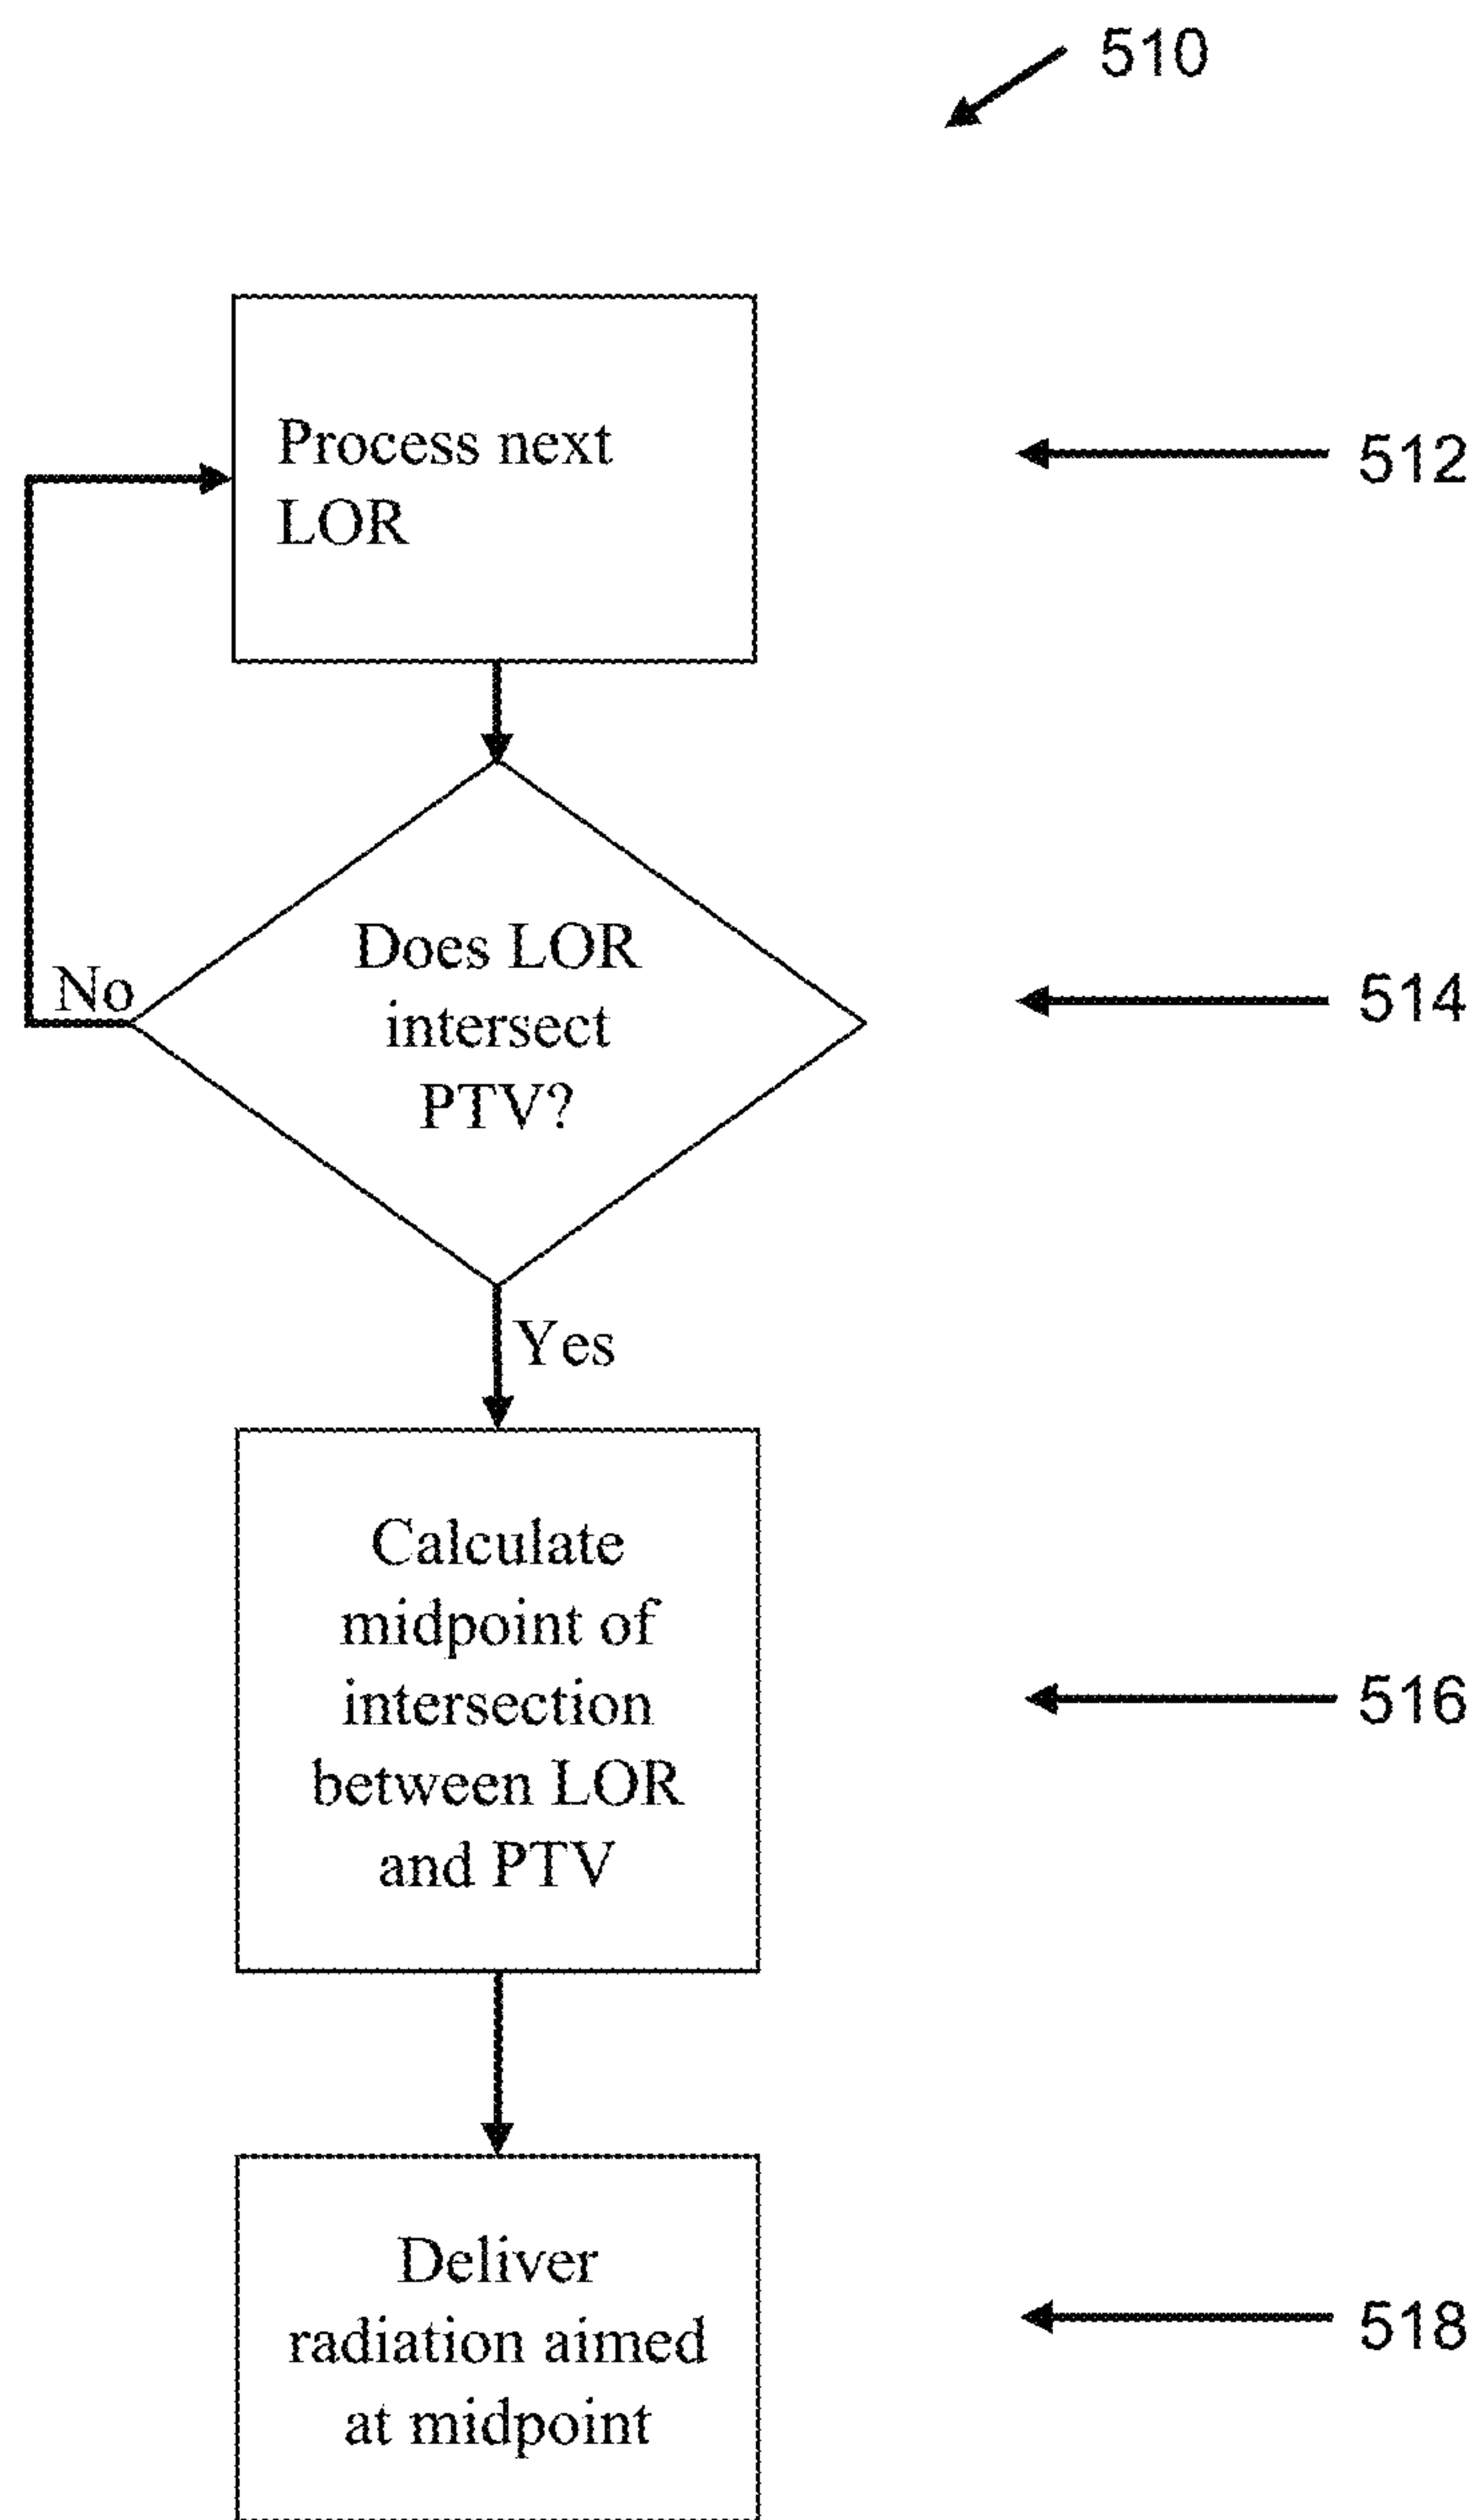 510
Process next
LOR
512
Does LOR
intersect
PTV?
514
No
Yes
Calculate
midpoint of
intersection
between LOR
and PTV
516
Deliver
radiation aimed
at midpoint
518